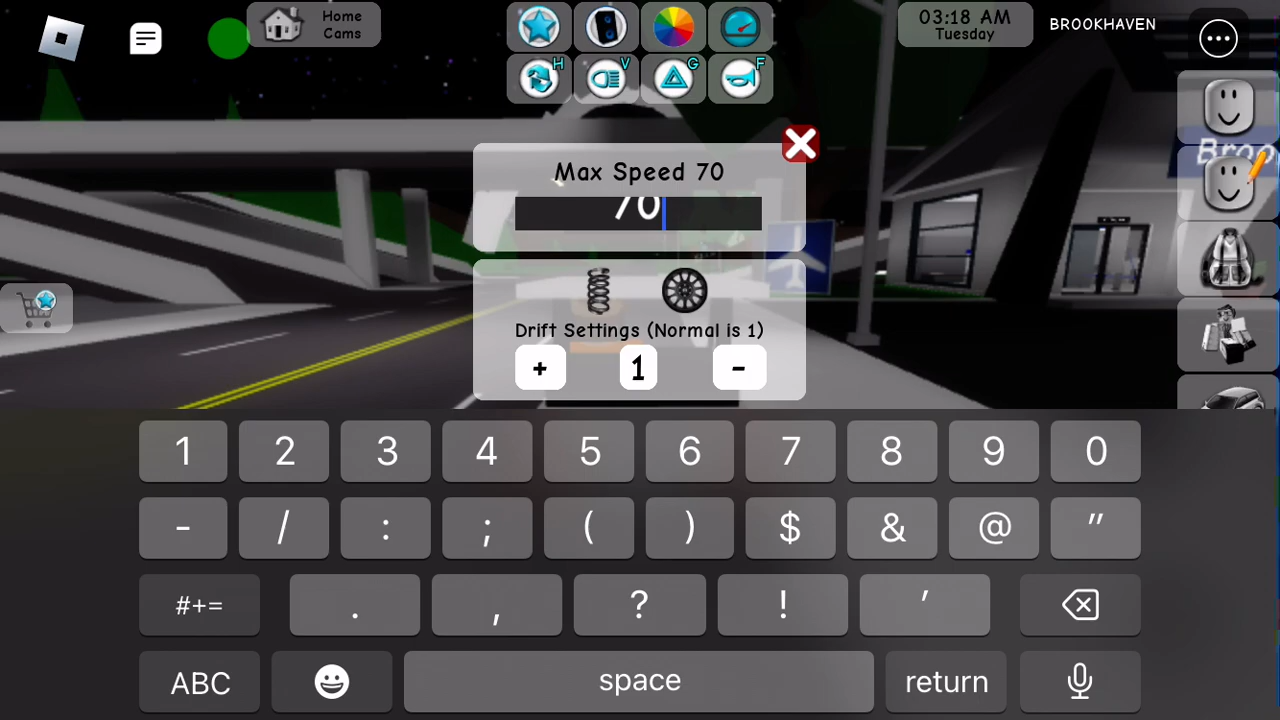 Home
Cams
H
V
G
F
03:18 AM
Tuesday
BROOKHAVEN
Max Speed 70
70
Drift Settings (Normal is 1)
+ 1 -
1 2 3 4 5 6 7 8 9 0
- / : ; ( ) $ & @ "
#+= . , ? ! '
ABC space return